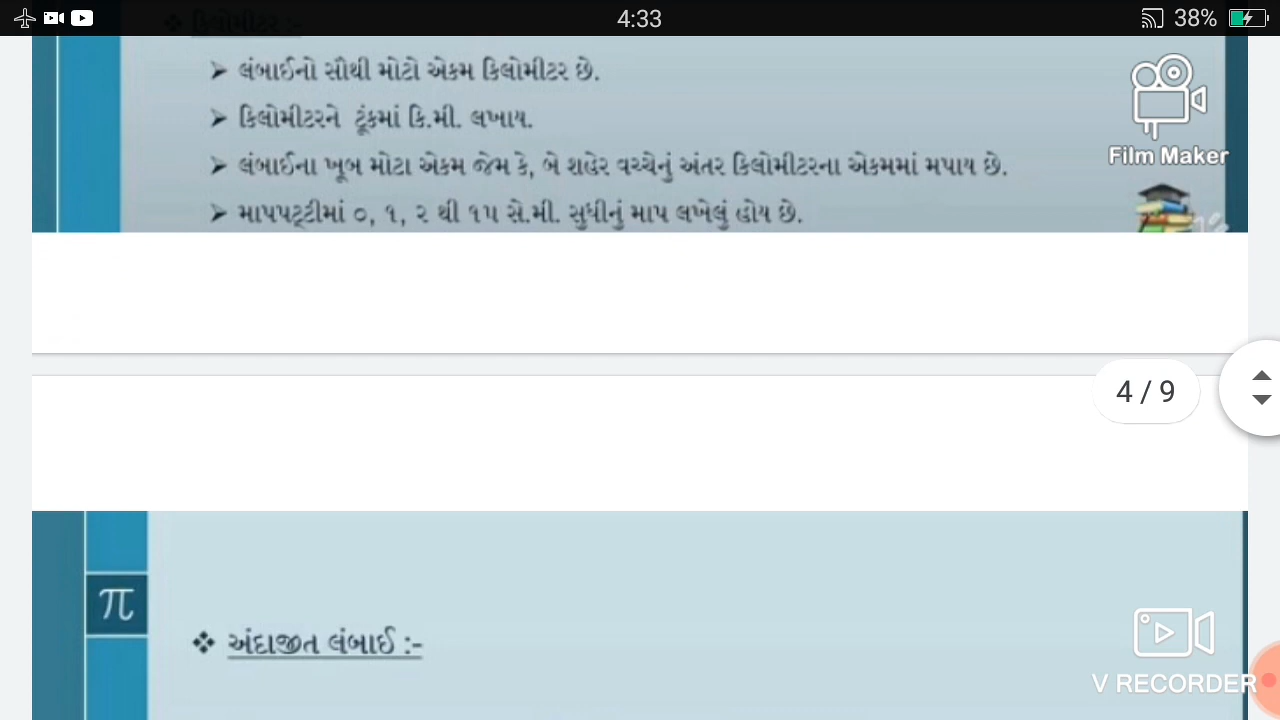 4:33
38%
❖ કિલોમીટર :-
➢ લંબાઈનો સૌથી મોટો એકમ કિલોમીટર છે.
➢ કિલોમીટરને ટૂંકમાં કિ.મી. લખાય.
➢ લંબાઈના ખૂબ મોટા એકમ જેમ કે, બે શહેર વચ્ચેનું અંતર કિલોમીટરના એકમમાં મપાય છે.
➢ માપપટ્ટીમાં ૦, ૧, ૨ થી ૧૫ સે.મી. સુધીનું માપ લખેલું હોય છે.
Film Maker
4 / 9
π
❖ અંદાજીત લંબાઈ :-
V RECORDER